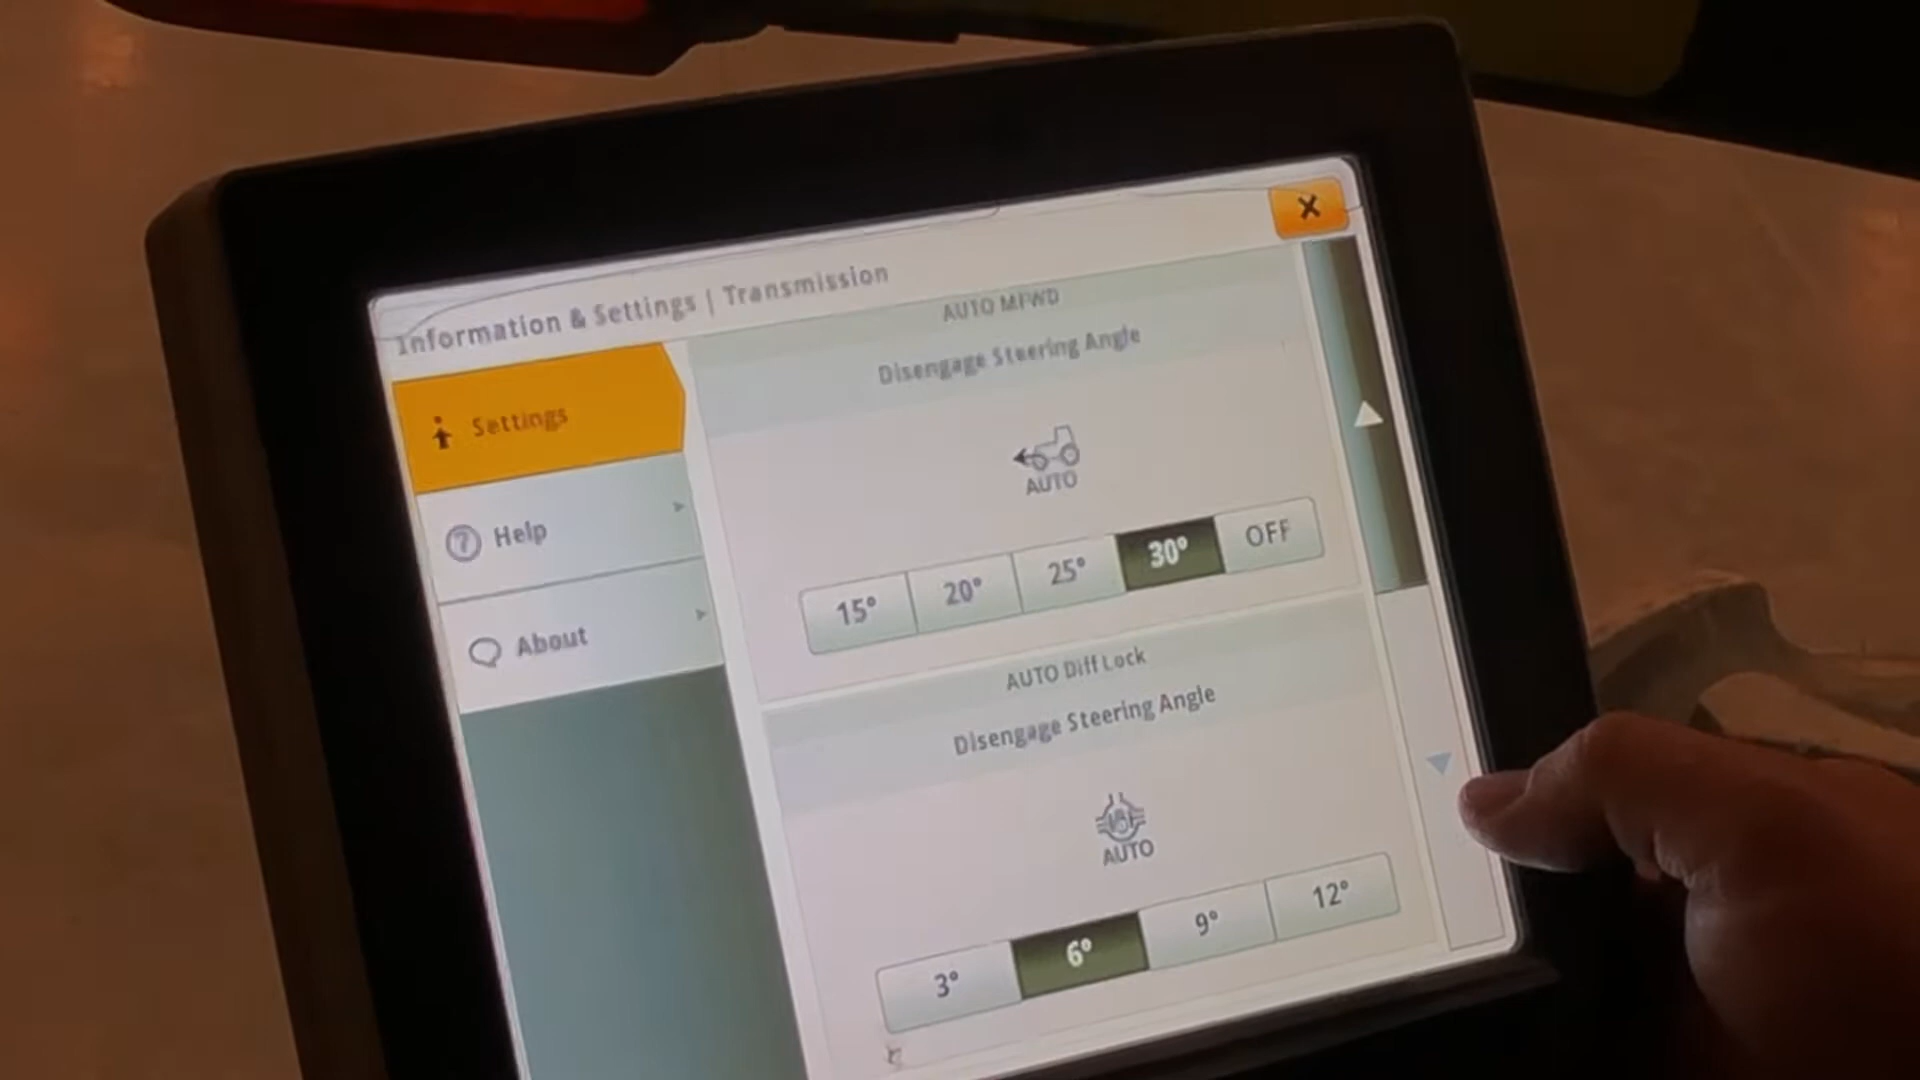 Information & Settings | Transmission
Settings
Help
About
AUTO MFWD
Disengage Steering Angle
AUTO
15° 20° 25° 30° OFF
AUTO Diff Lock
Disengage Steering Angle
AUTO
3° 6° 9° 12°